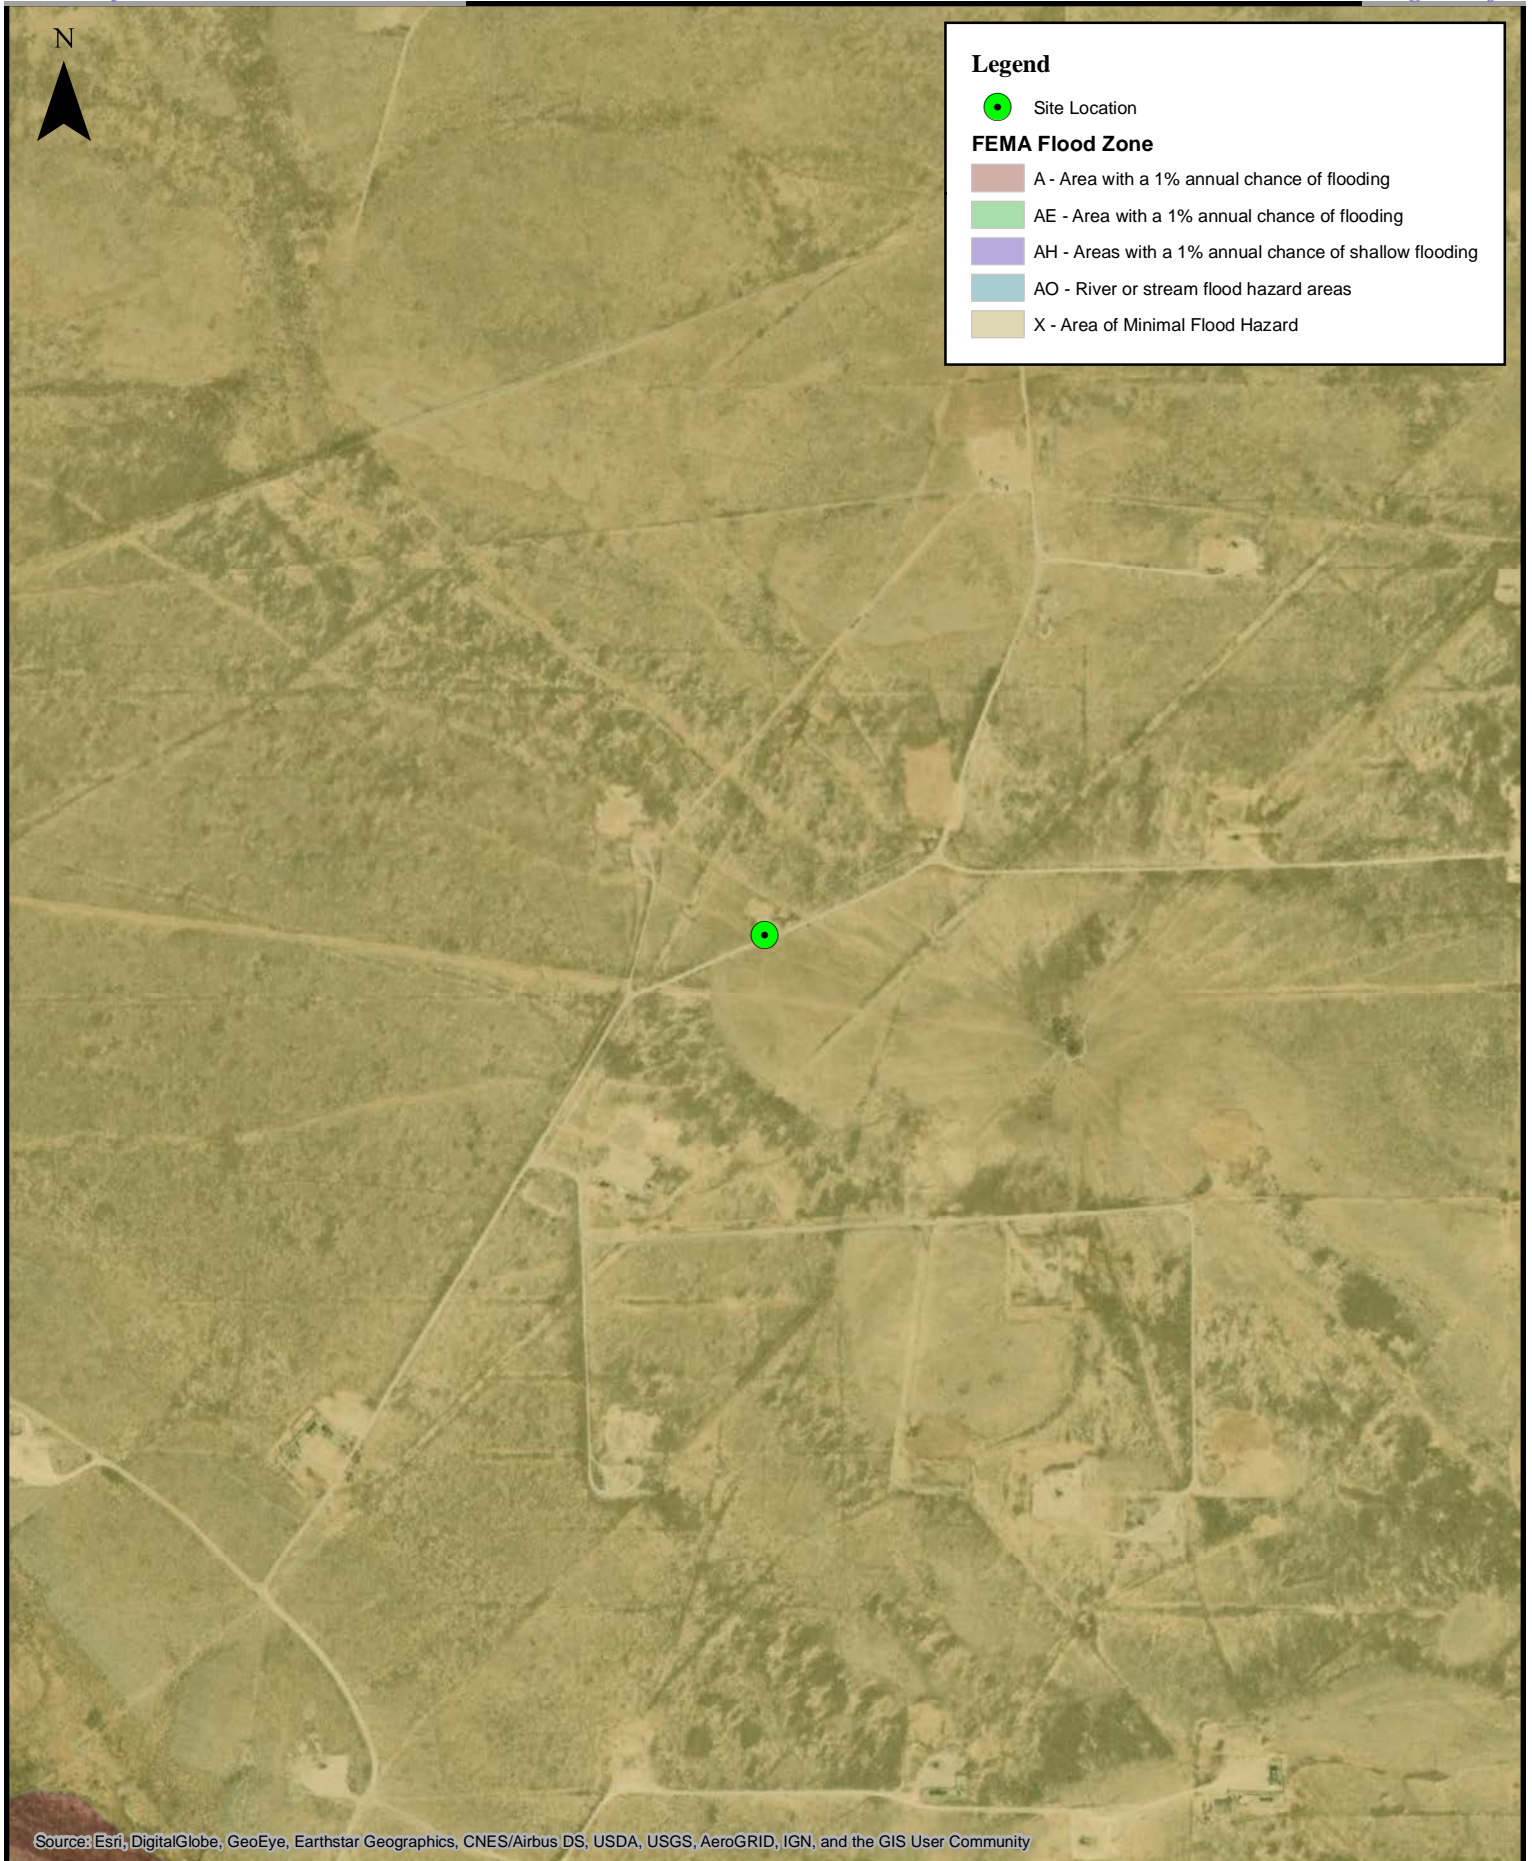 N
Legend
Site Location
FEMA Flood Zone
A - Area with a 1% annual chance of flooding
AE - Area with a 1% annual chance of flooding
AH - Areas with a 1% annual chance of shallow flooding
AO - River or stream flood hazard areas
X - Area of Minimal Flood Hazard
Source: Esri, DigitalGlobe, GeoEye, Earthstar Geographics, CNES/Airbus DS, USDA, USGS, AeroGRID, IGN, and the GIS User Community